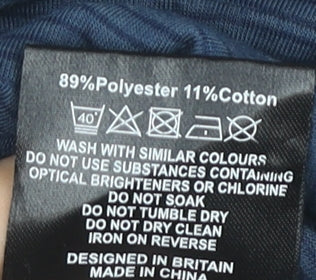 89%Polyester 11%Cotton
40°
WASH WITH SIMILAR COLOURS
DO NOT USE SUBSTANCES CONTAINING
OPTICAL BRIGHTENERS OR CHLORINE
DO NOT SOAK
DO NOT TUMBLE DRY
DO NOT DRY CLEAN
IRON ON REVERSE
DESIGNED IN BRITAIN
MADE IN CHINA